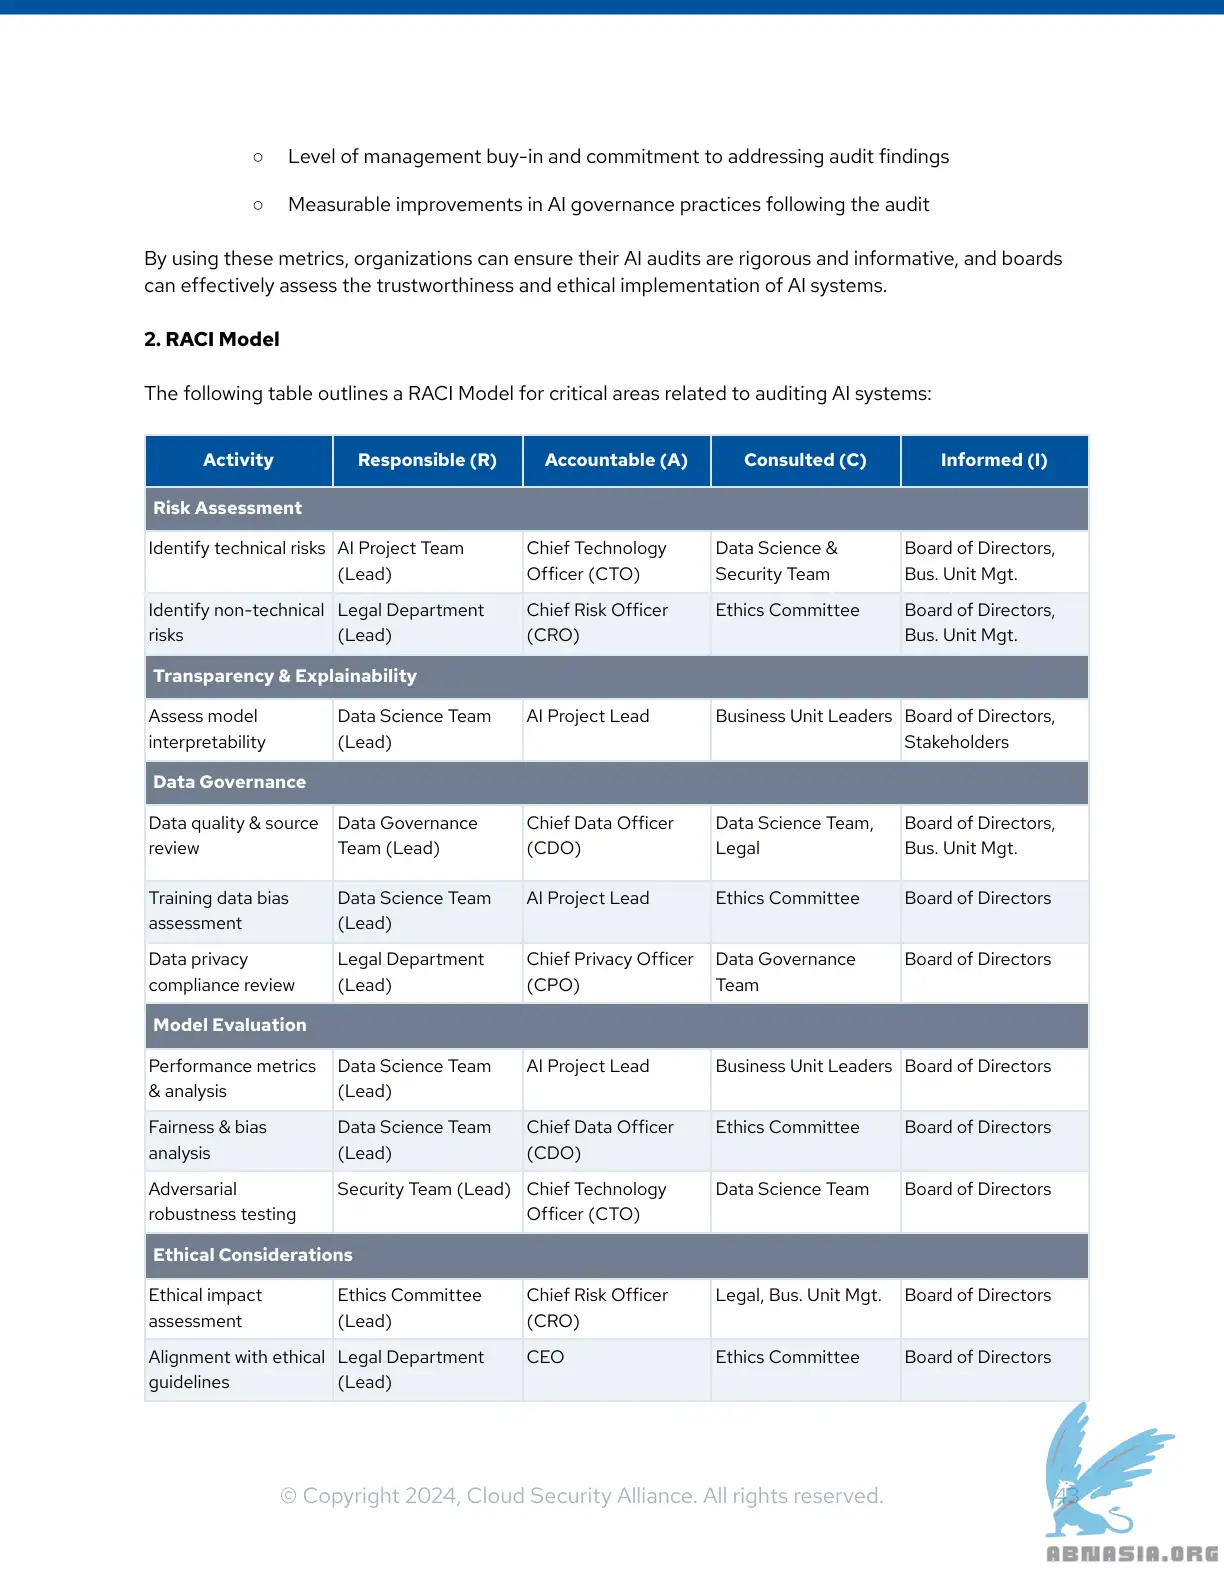 ○ Level of management buy-in and commitment to addressing audit findings
○ Measurable improvements in AI governance practices following the audit
By using these metrics, organizations can ensure their AI audits are rigorous and informative, and boards
can effectively assess the trustworthiness and ethical implementation of AI systems.
2. RACI Model
The following table outlines a RACI Model for critical areas related to auditing AI systems:
Activity Responsible (R) Accountable (A) Consulted (C) Informed (I)
Risk Assessment
Identify technical risks AI Project Team Chief Technology Data Science & Board of Directors,
(Lead) Officer (CTO) Security Team Bus. Unit Mgt.
Identify non-technical Legal Department Chief Risk Officer Ethics Committee Board of Directors,
risks (Lead) (CRO) Bus. Unit Mgt.
Transparency & Explainability
Assess model Data Science Team AI Project Lead Business Unit Leaders Board of Directors,
interpretability (Lead) Stakeholders
Data Governance
Data quality & source Data Governance Chief Data Officer Data Science Team, Board of Directors,
review Team (Lead) (CDO) Legal Bus. Unit Mgt.
Training data bias Data Science Team AI Project Lead Ethics Committee Board of Directors
assessment (Lead)
Data privacy Legal Department Chief Privacy Officer Data Governance Board of Directors
compliance review (Lead) (CPO) Team
Model Evaluation
Performance metrics Data Science Team AI Project Lead Business Unit Leaders Board of Directors
& analysis (Lead)
Fairness & bias Data Science Team Chief Data Officer Ethics Committee Board of Directors
analysis (Lead) (CDO)
Adversarial Security Team (Lead) Chief Technology Data Science Team Board of Directors
robustness testing Officer (CTO)
Ethical Considerations
Ethical impact Ethics Committee Chief Risk Officer Legal, Bus. Unit Mgt. Board of Directors
assessment (Lead) (CRO)
Alignment with ethical Legal Department CEO Ethics Committee Board of Directors
guidelines (Lead)
© Copyright 2024, Cloud Security Alliance. All rights reserved. 43
ABNASIA.ORG